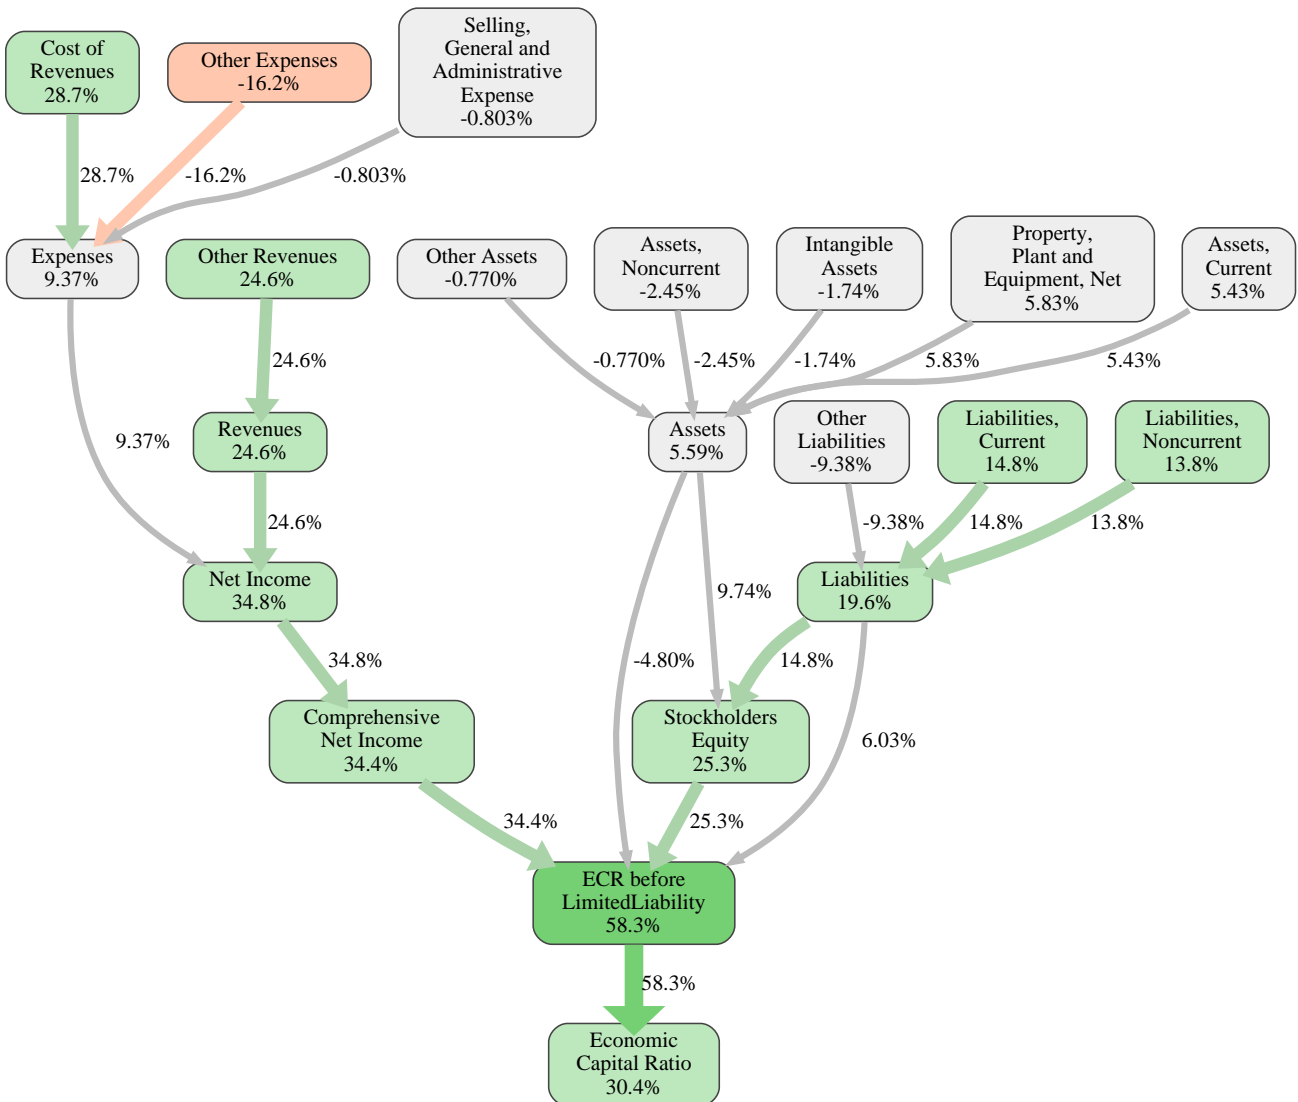 Cost of
Revenues
28.7%
Other Expenses
-16.2%
Selling,
General and
Administrative
Expense
-0.803%
28.7%
-16.2%
-0.803%
Expenses
9.37%
Other Revenues
24.6%
Other Assets
-0.770%
Assets,
Noncurrent
-2.45%
Intangible
Assets
-1.74%
Property,
Plant and
Equipment, Net
5.83%
Assets,
Current
5.43%
24.6%
-0.770%
-2.45%
-1.74%
5.83%
5.43%
9.37%
Revenues
24.6%
Assets
5.59%
Other
Liabilities
-9.38%
Liabilities,
Current
14.8%
Liabilities,
Noncurrent
13.8%
24.6%
-9.38%
14.8%
13.8%
Net Income
34.8%
9.74%
Liabilities
19.6%
34.8%
-4.80%
14.8%
Comprehensive
Net Income
34.4%
Stockholders
Equity
25.3%
6.03%
34.4%
25.3%
ECR before
LimitedLiability
58.3%
58.3%
Economic
Capital Ratio
30.4%